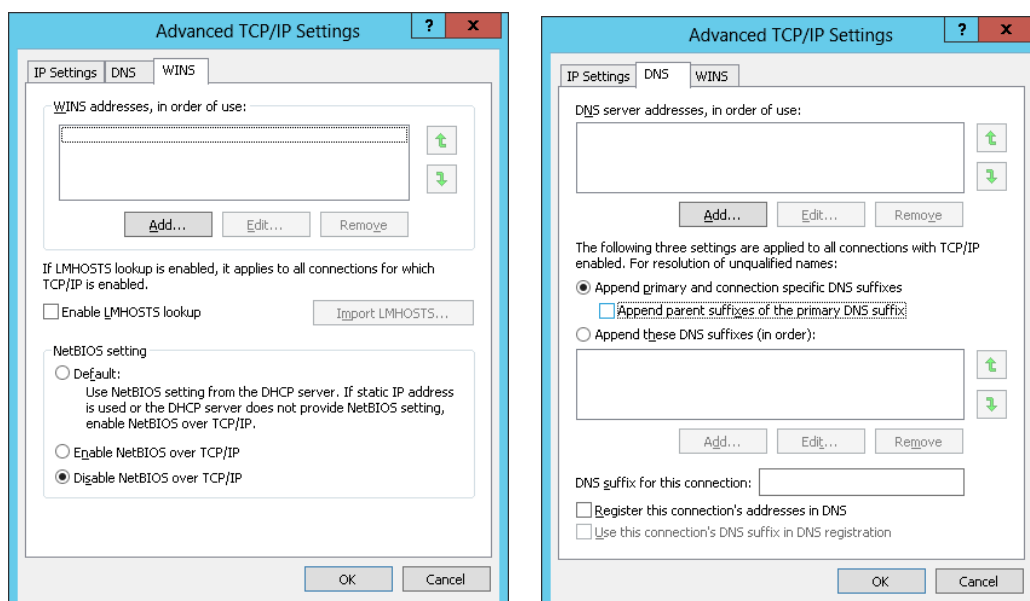 Advanced TCP/IP Settings
? x
IP Settings DNS WINS
WINS addresses, in order of use:
Add... Edit... Remove
If LMHOSTS lookup is enabled, it applies to all connections for which
TCP/IP is enabled.
Enable LMHOSTS lookup
Import LMHOSTS...
NetBIOS setting
Default:
Use NetBIOS setting from the DHCP server. If static IP address
is used or the DHCP server does not provide NetBIOS setting,
enable NetBIOS over TCP/IP.
Enable NetBIOS over TCP/IP
Disable NetBIOS over TCP/IP
OK Cancel
Advanced TCP/IP Settings
? x
IP Settings DNS WINS
DNS server addresses, in order of use:
Add... Edit... Remove
The following three settings are applied to all connections with TCP/IP
enabled. For resolution of unqualified names:
Append primary and connection specific DNS suffixes
Append parent suffixes of the primary DNS suffix
Append these DNS suffixes (in order):
Add... Edit... Remove
DNS suffix for this connection:
Register this connection's addresses in DNS
Use this connection's DNS suffix in DNS registration
OK Cancel